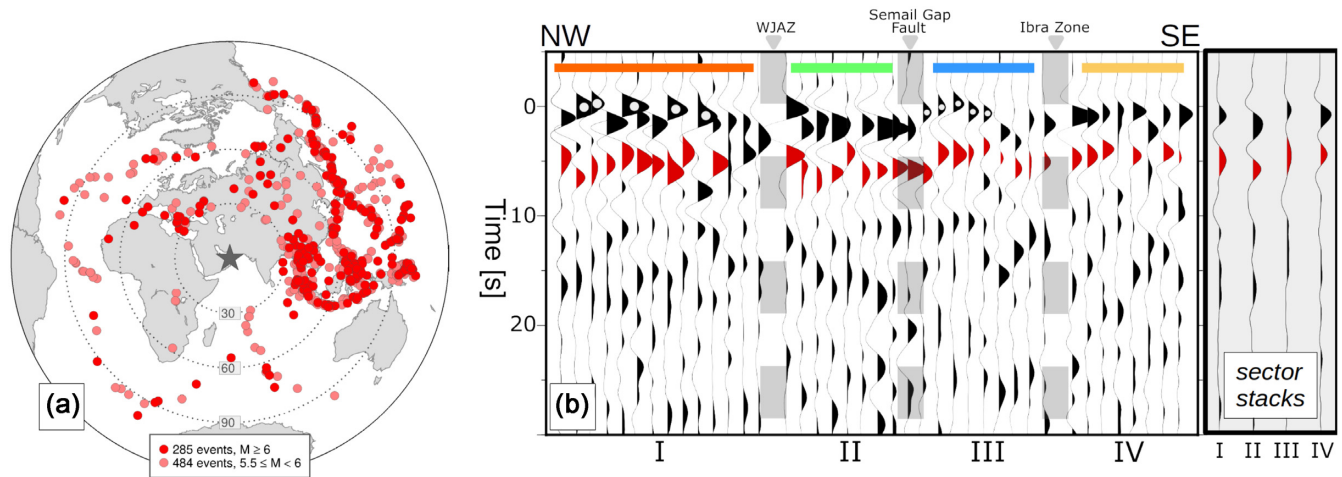 30
60
90
(a)
285 events, M ≥ 6
484 events, 5.5 ≤ M < 6
NW
WJAZ
Semail Gap
Fault
Ibra Zone
SE
0
10
20
Time [s]
(b)
I
II
III
IV
sector
stacks
I
II
III
IV